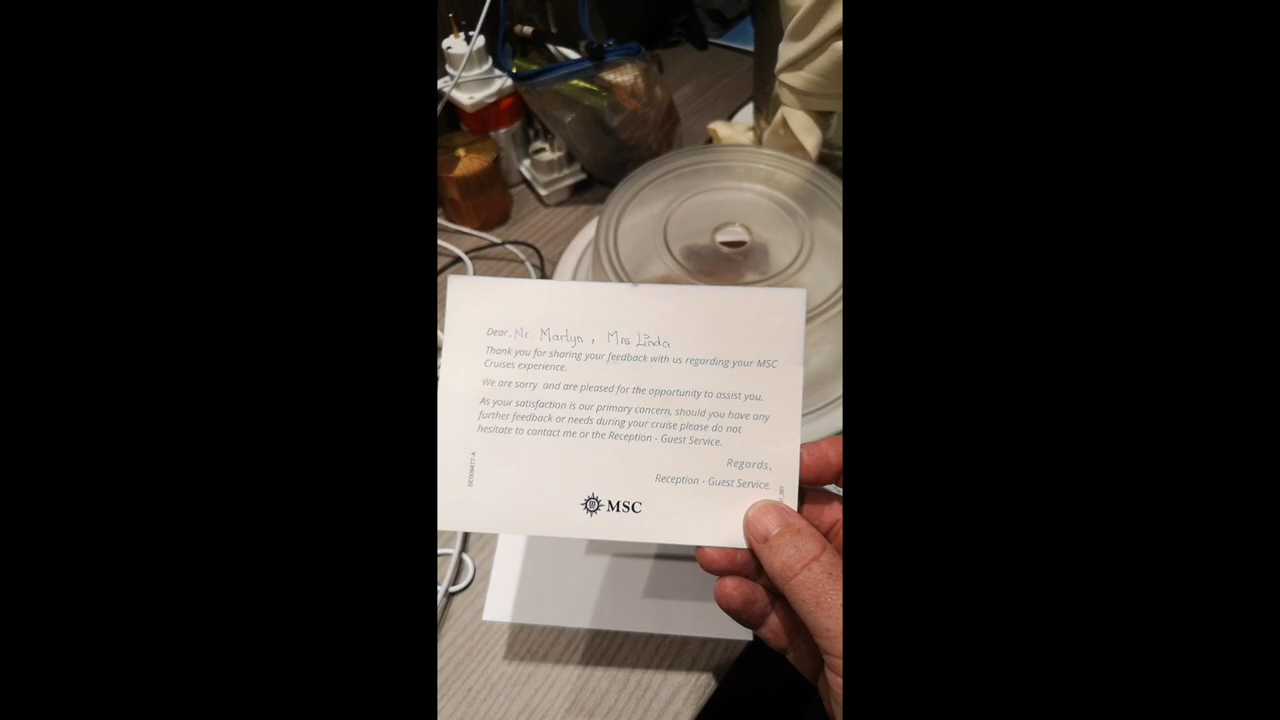 Dear, Mr. Martyn, Mrs Linda
Thank you for sharing your feedback with us regarding your MSC
Cruises experience.
We are sorry and are pleased for the opportunity to assist you.
As your satisfaction is our primary concern, should you have any
further feedback or needs during your cruise please do not
hesitate to contact me or the Reception - Guest Service.
Regards,
Reception - Guest Service.
MSC